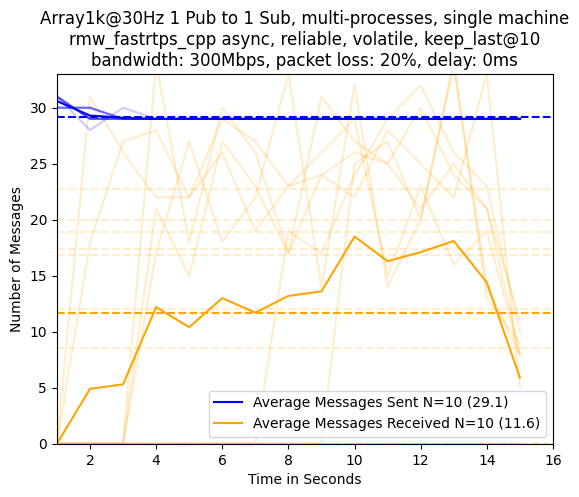 Array1k@30Hz 1 Pub to 1 Sub, multi-processes, single machine
rmw_fastrtps_cpp async, reliable, volatile, keep_last@10
bandwidth: 300Mbps, packet loss: 20%, delay: 0ms
Number of Messages
30
25
20
15
10
5
0
Average Messages Sent N=10 (29.1)
Average Messages Received N=10 (11.6)
2 4 6 8 10 12 14 16
Time in Seconds